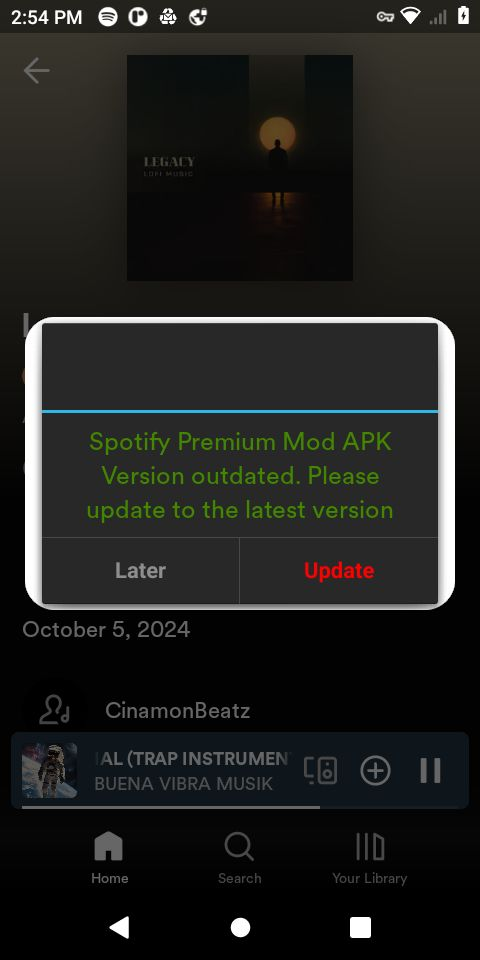 2:54 PM
LEGACY
LOFI MUSIC
Spotify Premium Mod APK
Version outdated. Please
update to the latest version
Later
Update
October 5, 2024
CinamonBeatz
IAL (TRAP INSTRUMEN
BUENA VIBRA MUSIK
Home
Search
Your Library